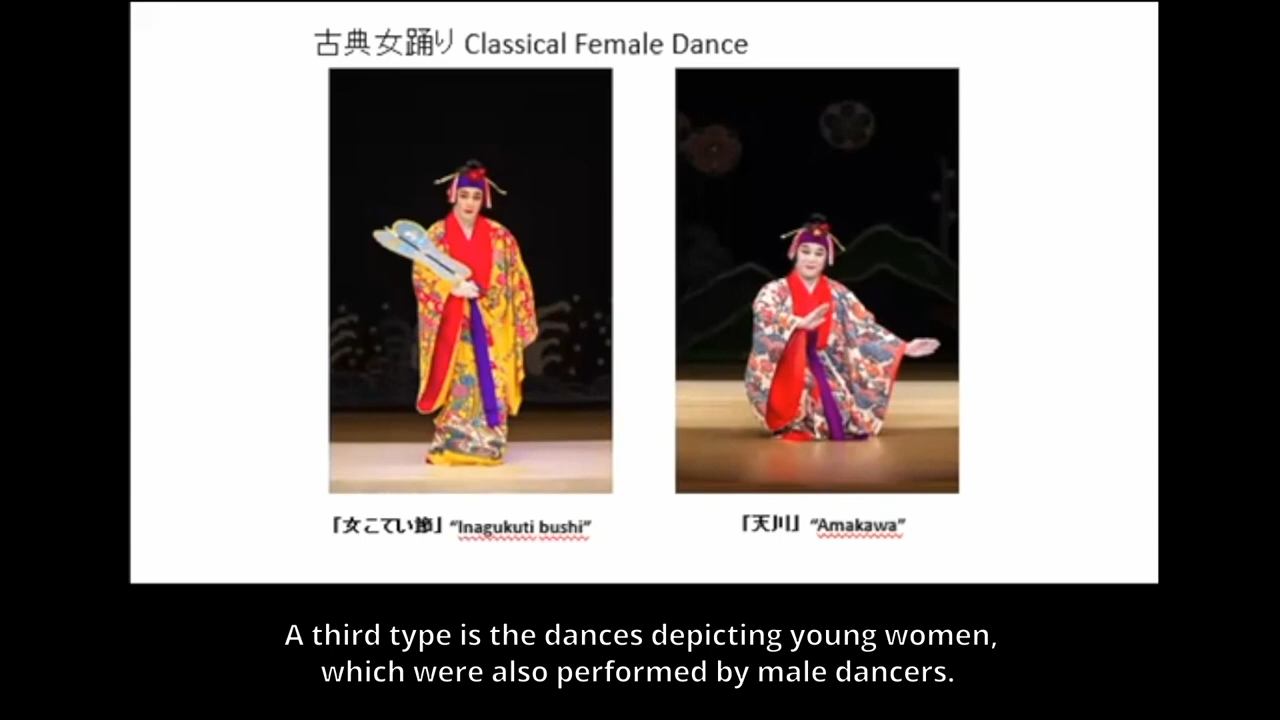 古典女踊り Classical Female Dance
「女こてい節」 “Inagukuti bushi”
「天川」 “Amakawa”
A third type is the dances depicting young women,
which were also performed by male dancers.